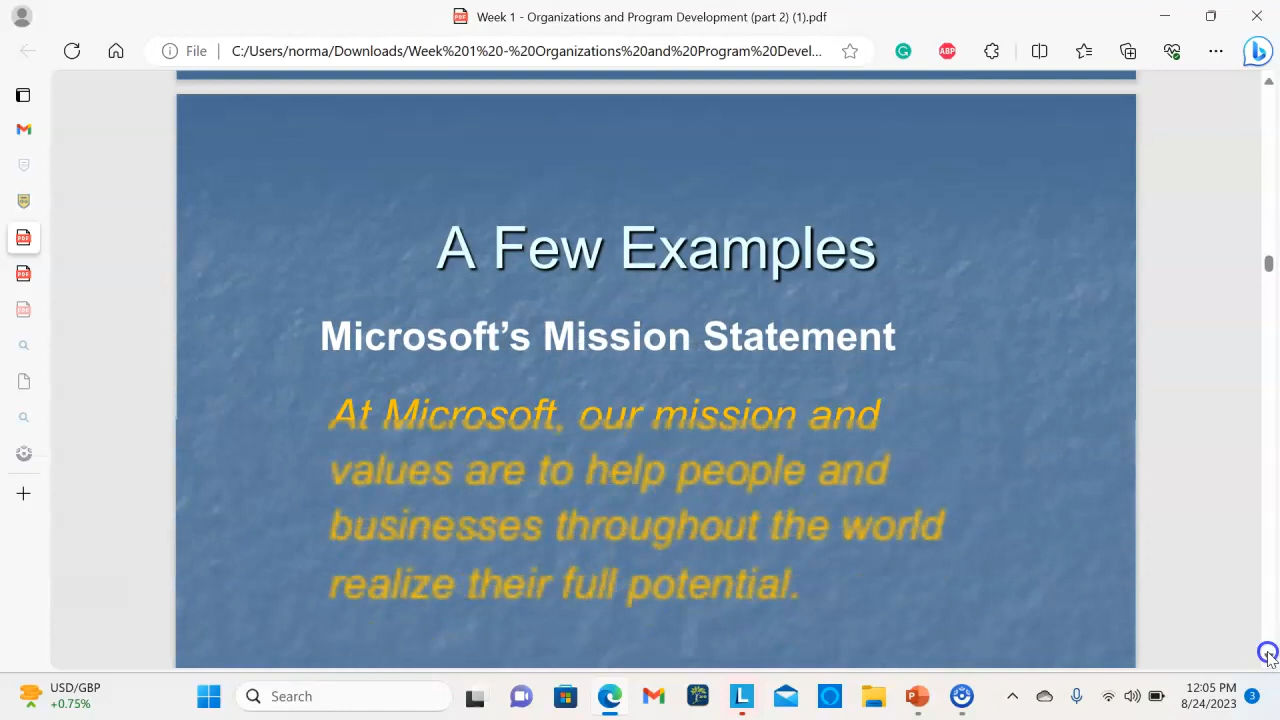 Week 1 - Organizations and Program Development (part 2) (1).pdf
File
C:/Users/norma/Downloads/Week%201%20-%20Organizations%20and%20Program%20Devel...
ABP
A Few Examples
Microsoft’s Mission Statement
At Microsoft, our mission and
values are to help people and
businesses throughout the world
realize their full potential.
USD/GBP
+0.75%
Search
L
12:05 PM
8/24/2023
3